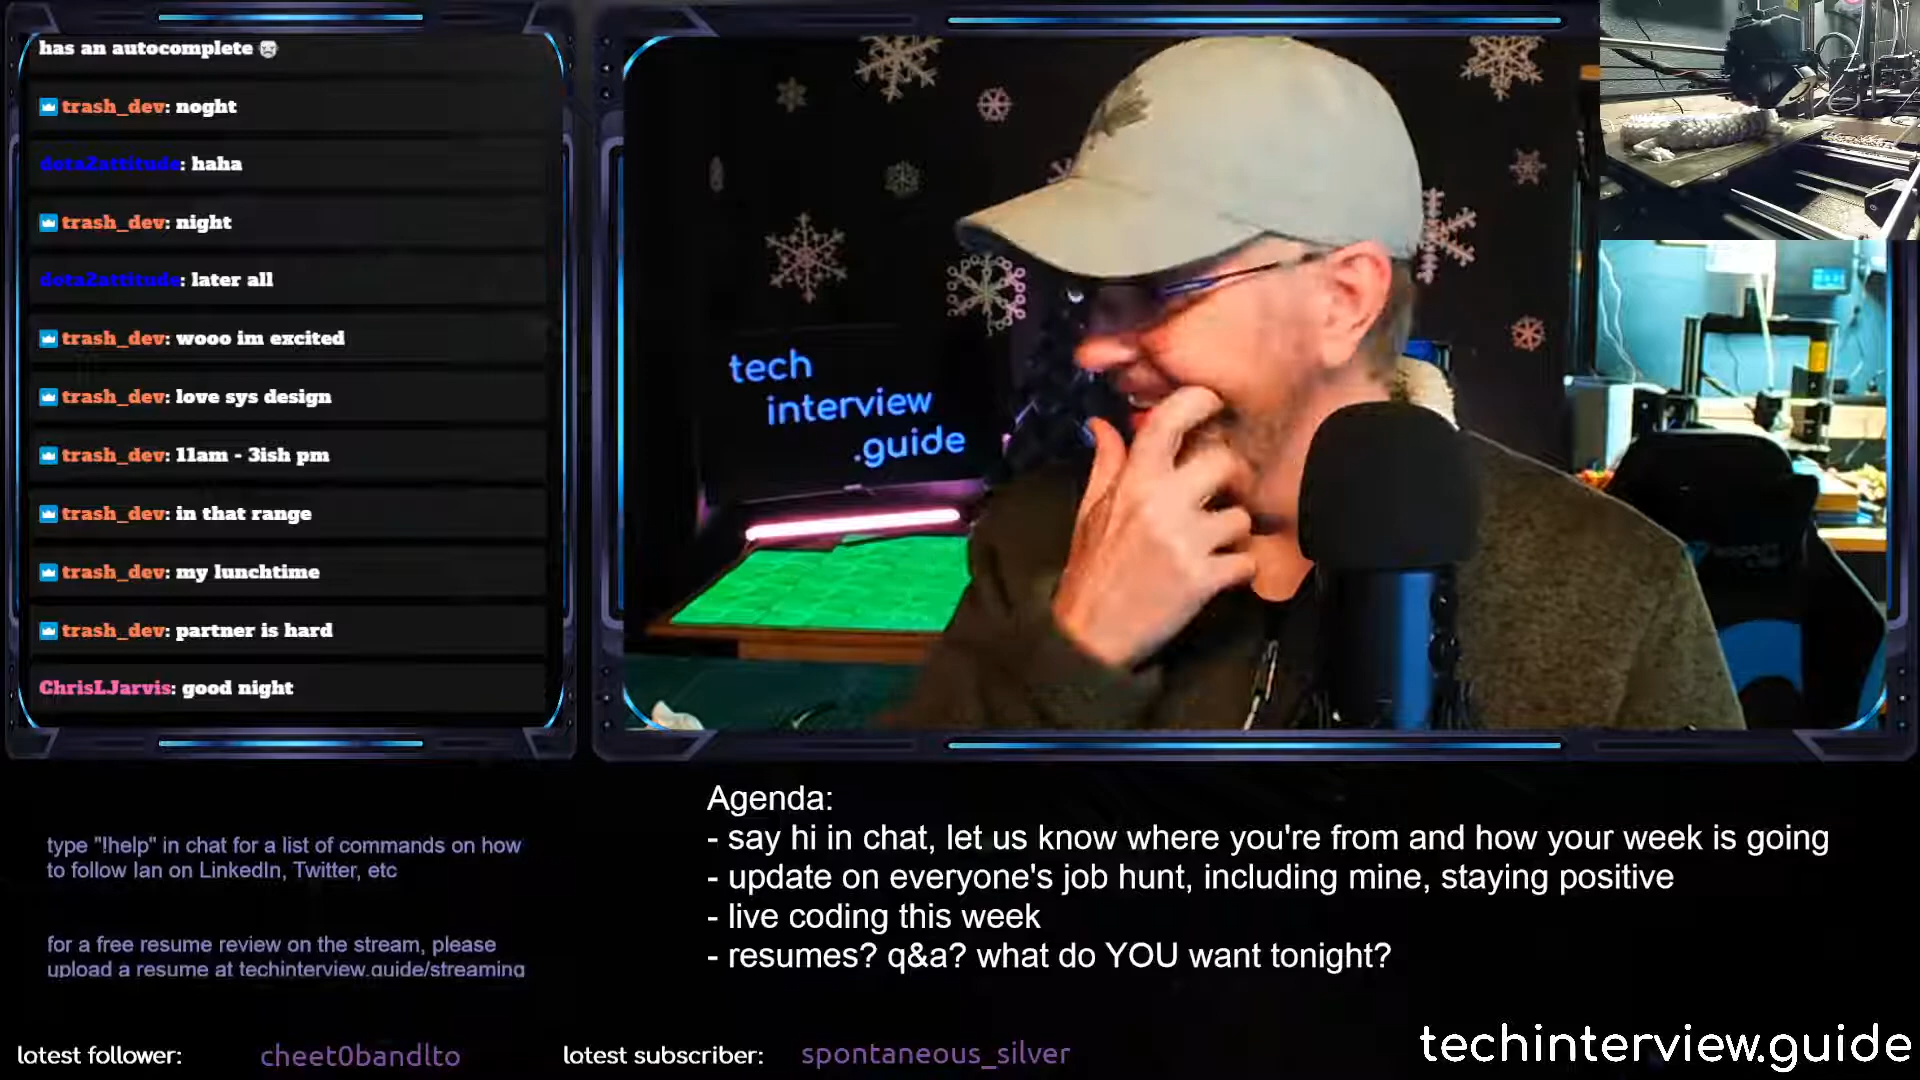 has an autocomplete
trash_dev: noght
dota2attitude: haha
trash_dev: night
dota2attitude: later all
trash_dev: wooo im excited
trash_dev: love sys design
trash_dev: 11am - 3ish pm
trash_dev: in that range
trash_dev: my lunchtime
trash_dev: partner is hard
ChrisLJarvis: good night
tech
interview
.guide
type "!help" in chat for a list of commands on how
to follow Ian on LinkedIn, Twitter, etc
for a free resume review on the stream, please
upload a resume at techinterview.guide/streaming
Agenda:
- say hi in chat, let us know where you're from and how your week is going
- update on everyone's job hunt, including mine, staying positive
- live coding this week
- resumes? q&a? what do YOU want tonight?
latest follower: cheet0bandlto
latest subscriber: spontaneous_silver
techinterview.guide